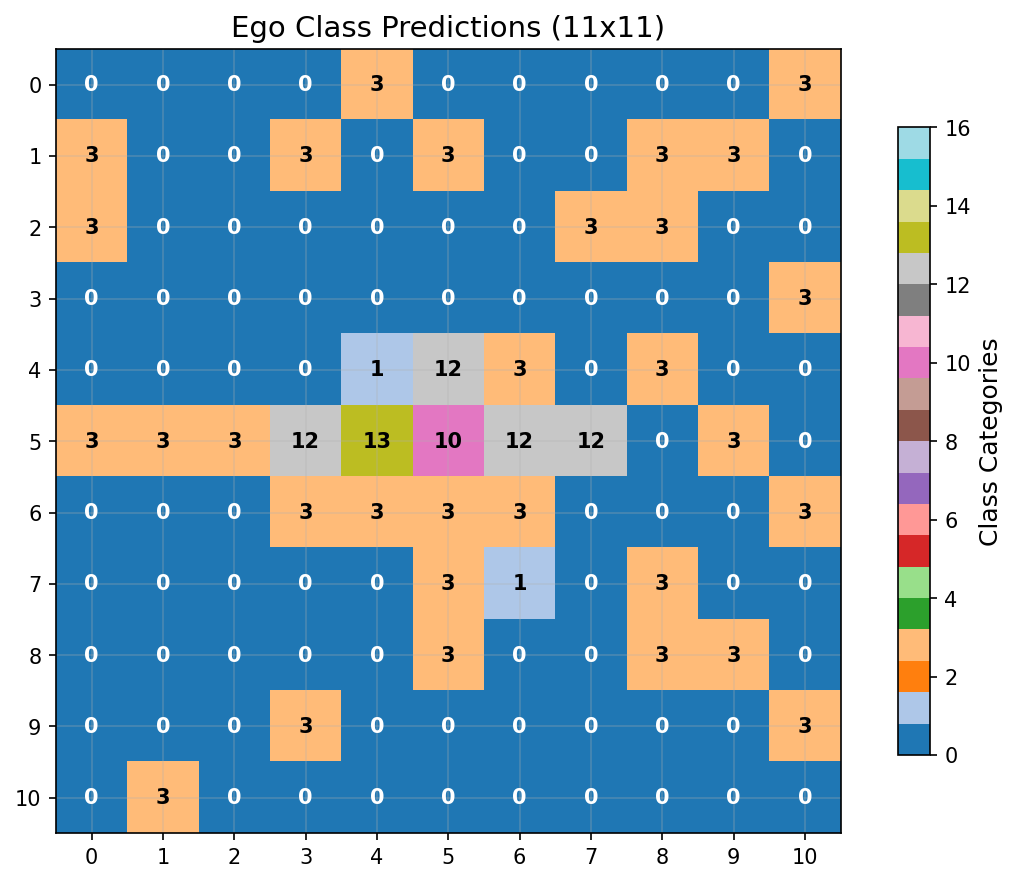 Ego Class Predictions (11x11)
0 0 0 0 0 3 0 0 0 0 0 3
1 3 0 0 3 0 3 0 0 3 3 0
2 3 0 0 0 0 0 0 3 3 0 0
3 0 0 0 0 0 0 0 0 0 0 3
4 0 0 0 0 1 12 3 0 3 0 0
5 3 3 3 12 13 10 12 12 0 3 0
6 0 0 0 3 3 3 3 0 0 0 3
7 0 0 0 0 0 3 1 0 3 0 0
8 0 0 0 0 0 3 0 0 3 3 0
9 0 0 0 3 0 0 0 0 0 0 3
10 0 3 0 0 0 0 0 0 0 0 0
0 1 2 3 4 5 6 7 8 9 10
16
14
12
10
8
6
4
2
0
Class Categories